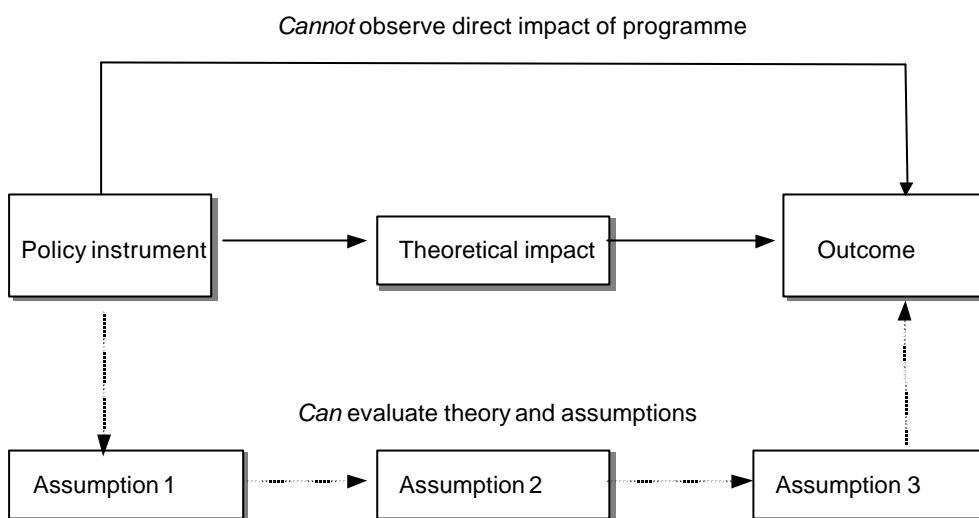 Cannot observe direct impact of programme
Policy instrument
Theoretical impact
Outcome
Can evaluate theory and assumptions
Assumption 1
Assumption 2
Assumption 3